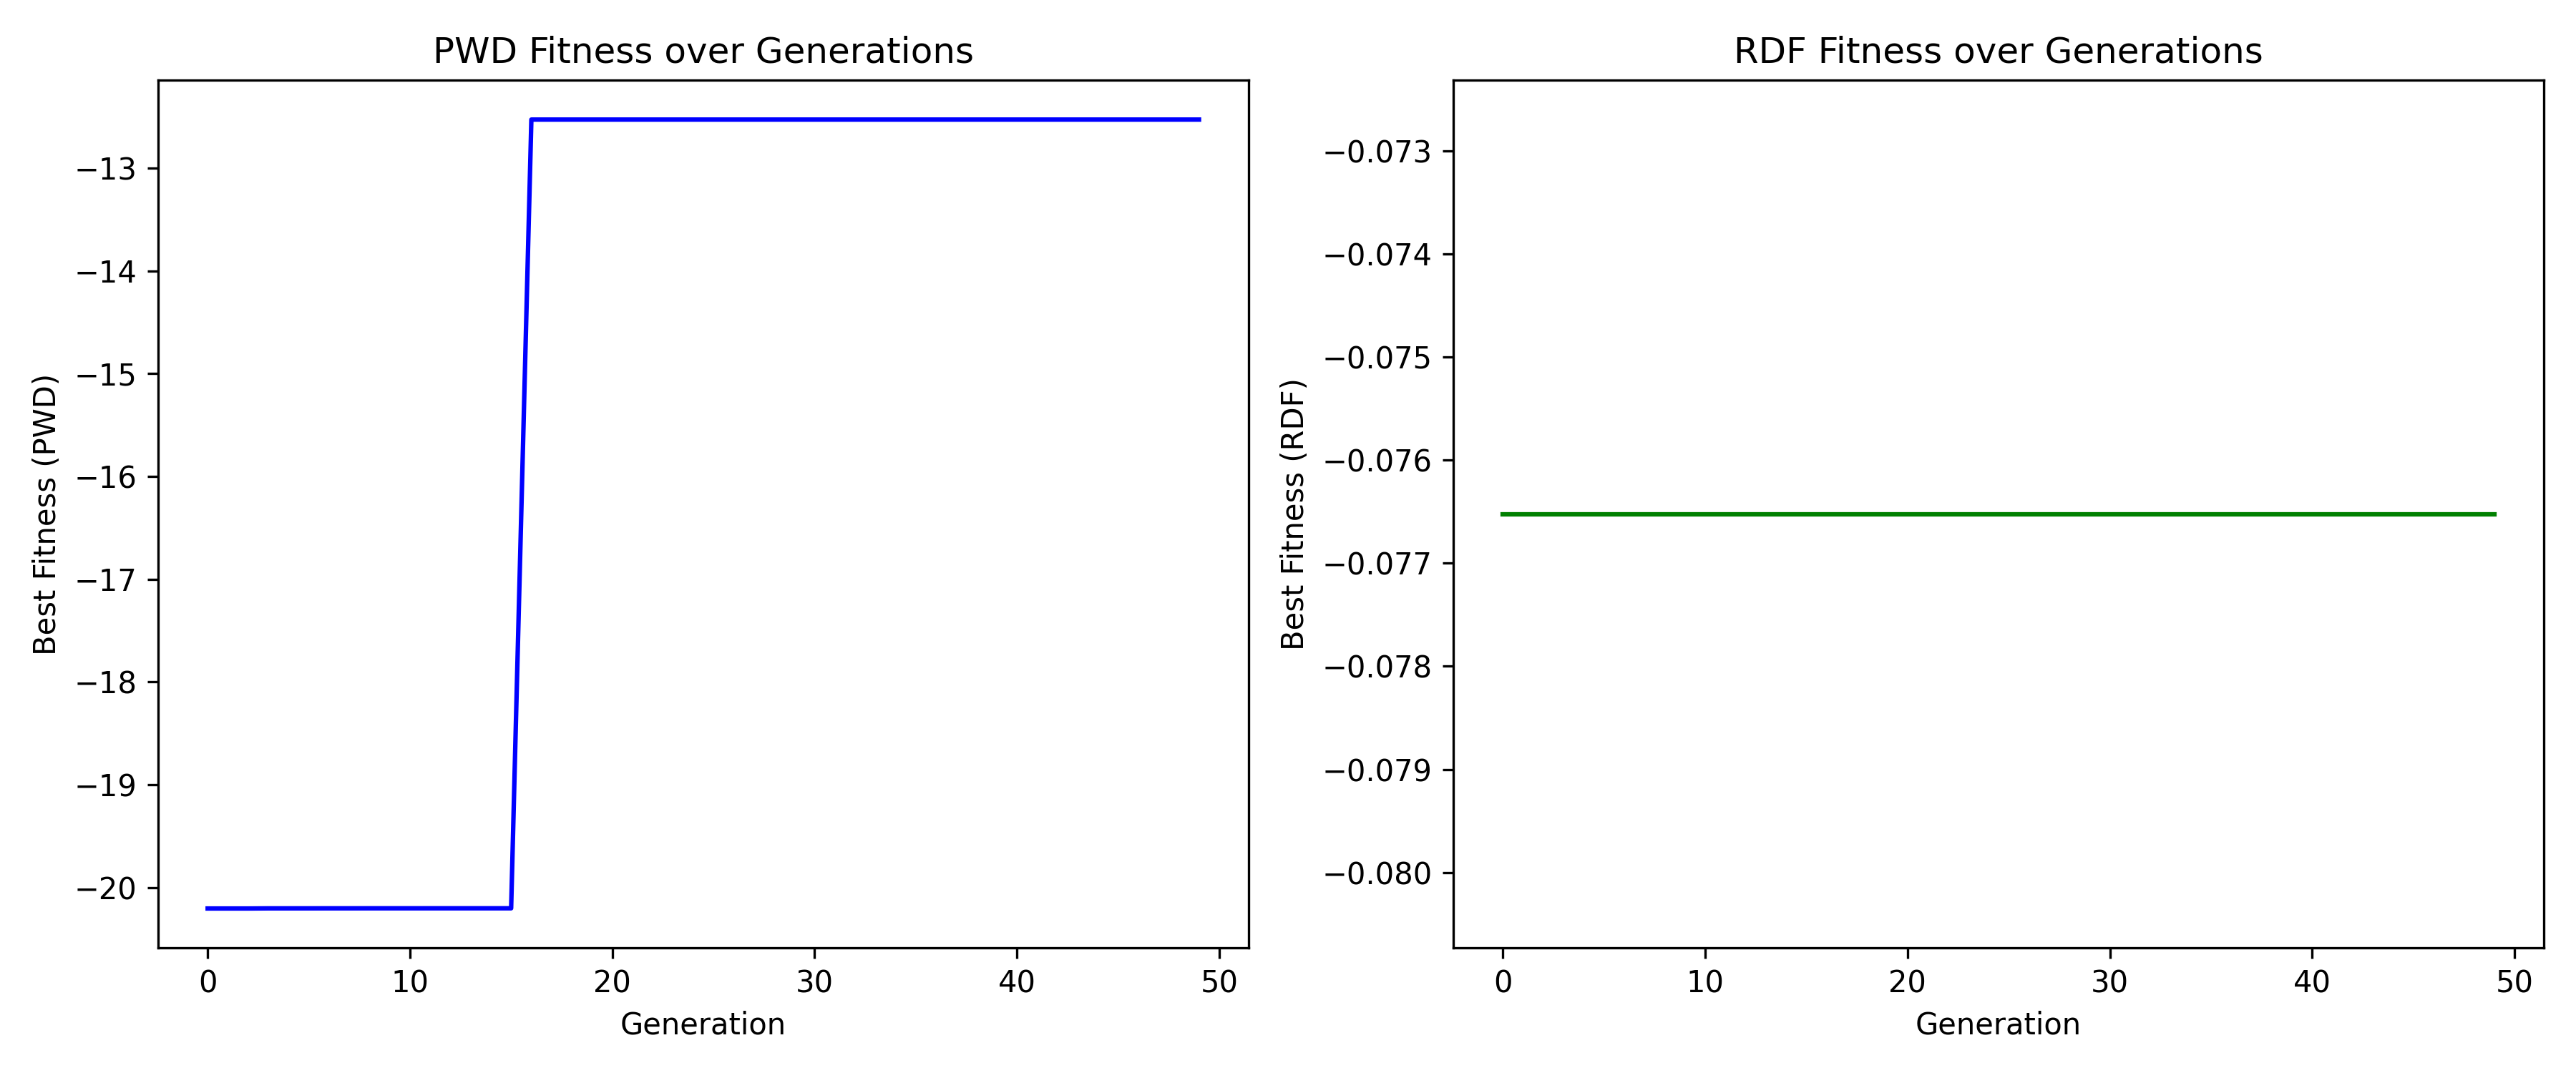 PWD Fitness over Generations
Best Fitness (PWD)
−13
−14
−15
−16
−17
−18
−19
−20
0 10 20 30 40 50
Generation
RDF Fitness over Generations
Best Fitness (RDF)
−0.073
−0.074
−0.075
−0.076
−0.077
−0.078
−0.079
−0.080
0 10 20 30 40 50
Generation